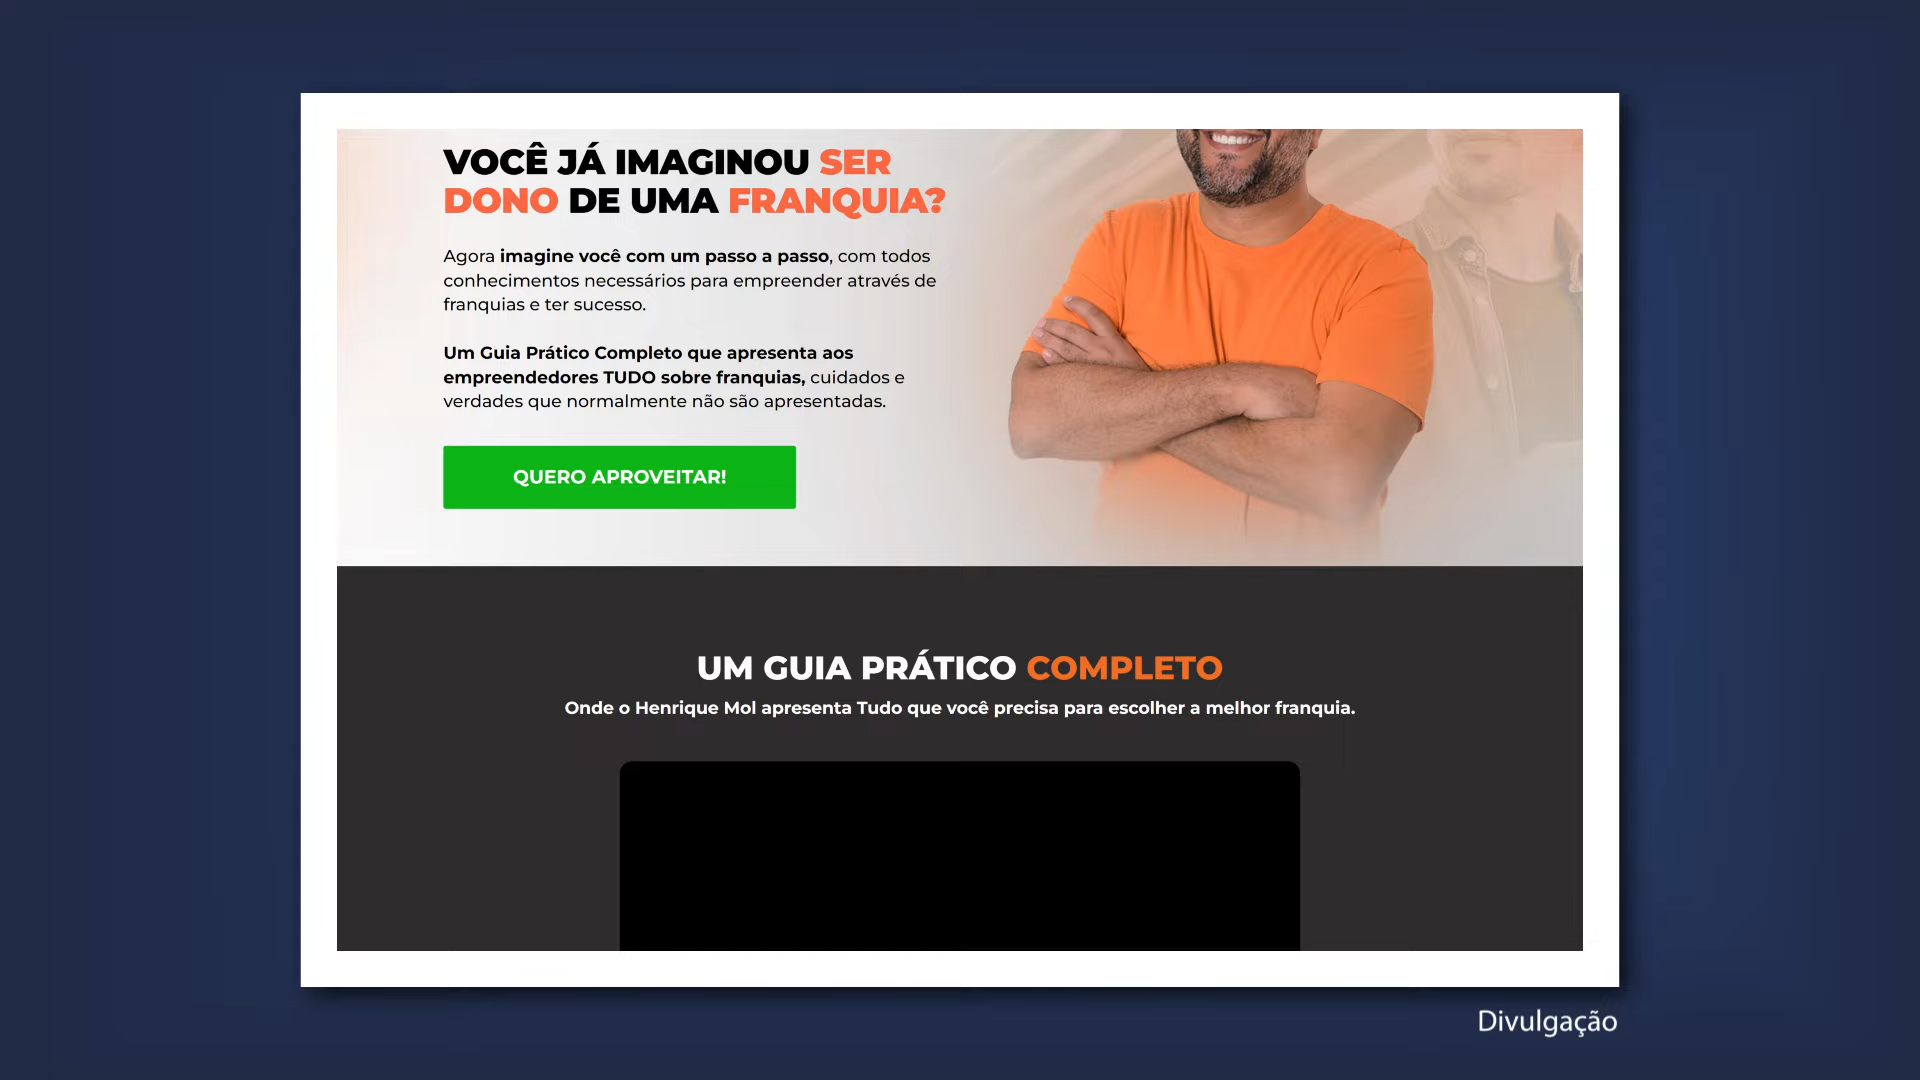 VOCÊ JÁ IMAGINOU SER
DONO DE UMA FRANQUIA?
Agora imagine você com um passo a passo, com todos
conhecimentos necessários para empreender através de
franquias e ter sucesso.
Um Guia Prático Completo que apresenta aos
empreendedores TUDO sobre franquias, cuidados e
verdades que normalmente não são apresentadas.
QUERO APROVEITAR!
UM GUIA PRÁTICO COMPLETO
Onde o Henrique Mol apresenta Tudo que você precisa para escolher a melhor franquia.
Divulgação